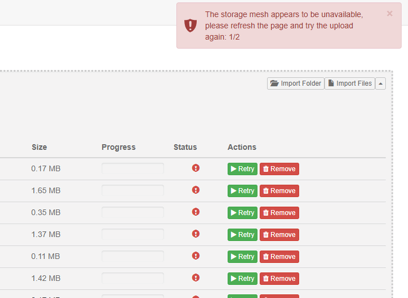 The storage mesh appears to be unavailable,
please refresh the page and try the upload
again: 1/2
×
Import Folder Import Files
Size Progress Status Actions
0.17 MB Retry Remove
1.65 MB Retry Remove
0.35 MB Retry Remove
1.37 MB Retry Remove
0.11 MB Retry Remove
1.42 MB Retry Remove